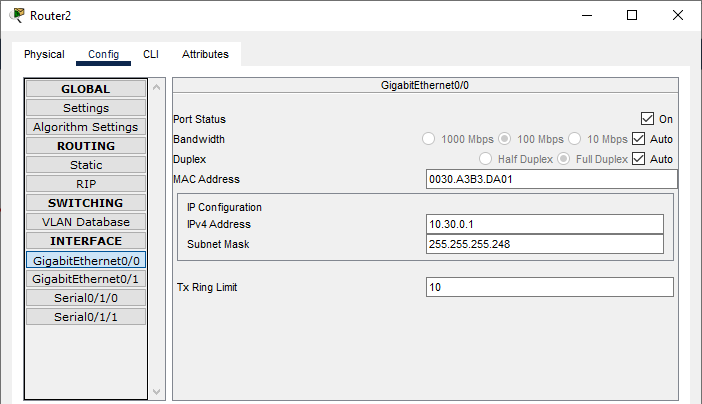 Router2
Physical Config CLI Attributes
GLOBAL
Settings
Algorithm Settings
ROUTING
Static
RIP
SWITCHING
VLAN Database
INTERFACE
GigabitEthernet0/0
GigabitEthernet0/1
Serial0/1/0
Serial0/1/1
GigabitEthernet0/0
Port Status On
Bandwidth 1000 Mbps 100 Mbps 10 Mbps Auto
Duplex Half Duplex Full Duplex Auto
MAC Address 0030.A3B3.DA01
IP Configuration
IPv4 Address 10.30.0.1
Subnet Mask 255.255.255.248
Tx Ring Limit 10